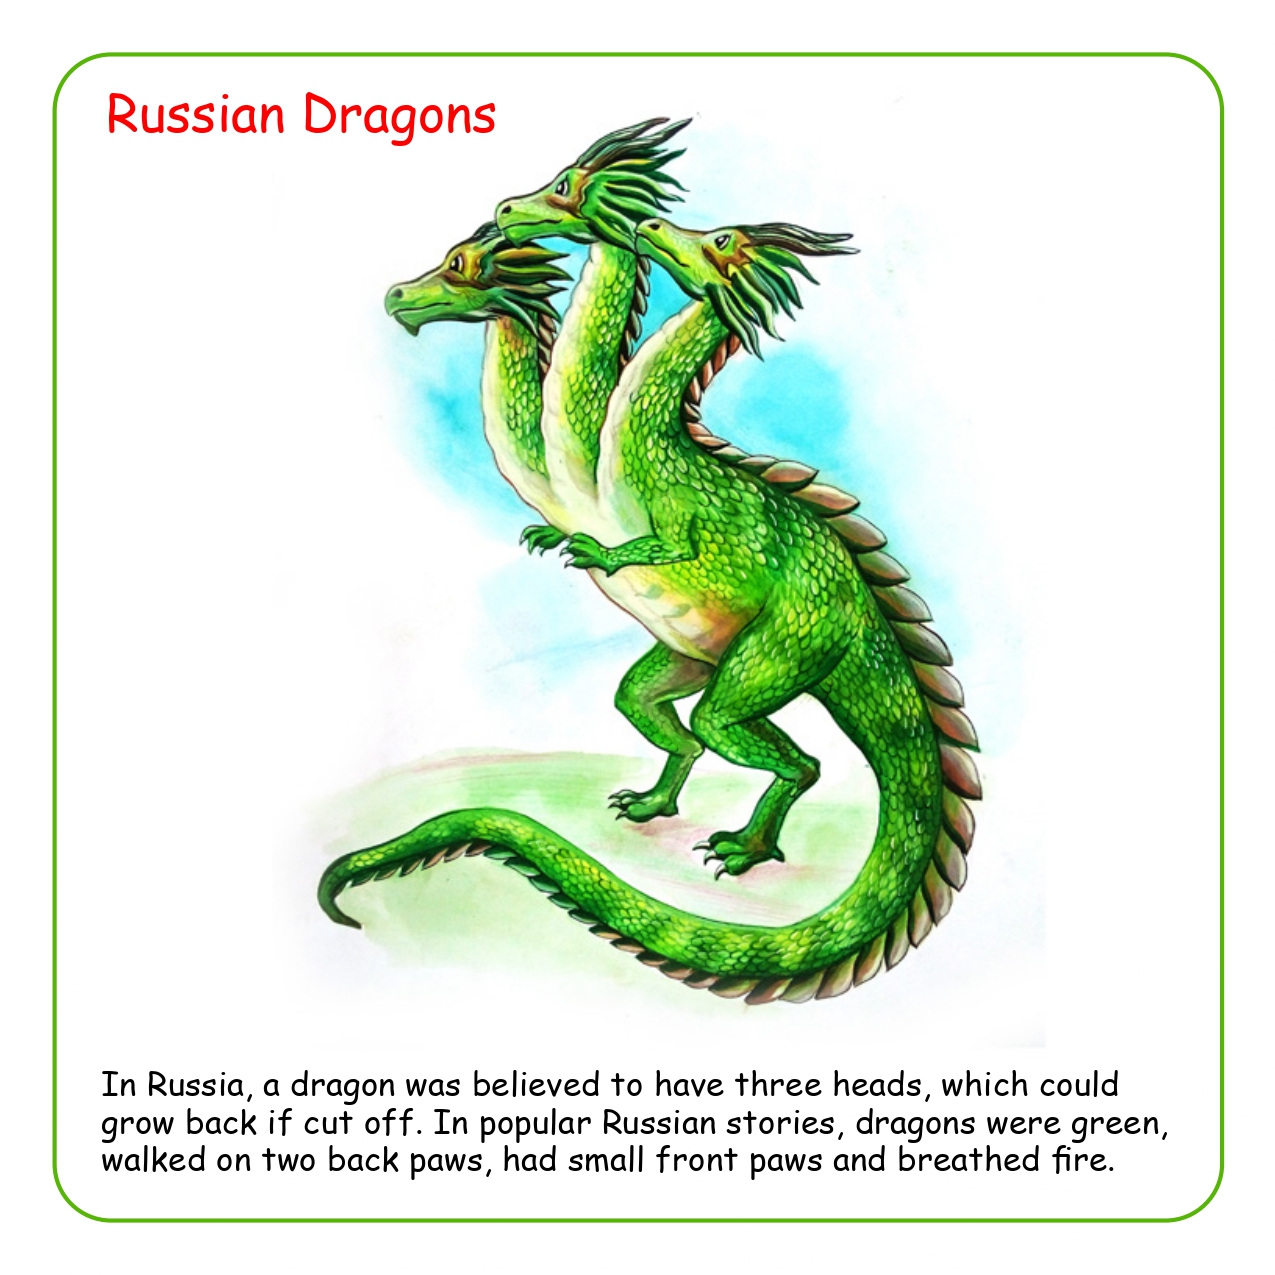 Russian Dragons
In Russia, a dragon was believed to have three heads, which could
grow back if cut off. In popular Russian stories, dragons were green,
walked on two back paws, had small front paws and breathed fire.